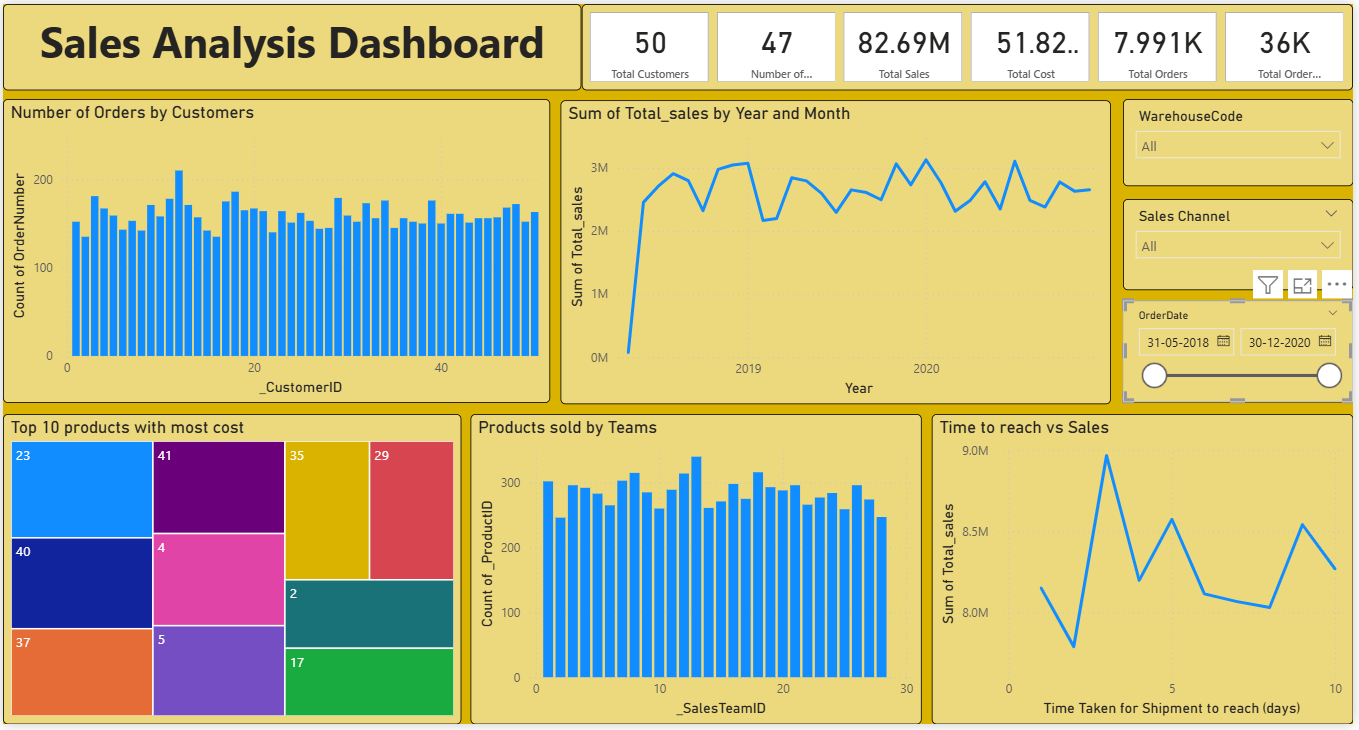 Sales Analysis Dashboard
50
Total Customers
47
Number of...
82.69M
Total Sales
51.82..
Total Cost
7.991K
Total Orders
36K
Total Order...
Number of Orders by Customers
Count of OrderNumber
200
100
0
0 20 40
_CustomerID
Sum of Total_sales by Year and Month
Sum of Total_sales
3M
2M
1M
0M
2019 2020
Year
WarehouseCode
All
Sales Channel
All
OrderDate
31-05-2018 30-12-2020
Top 10 products with most cost
23 41 35 29
40 4 2
37 5 17
Products sold by Teams
Count of _ProductID
300
200
100
0
0 10 20 30
_SalesTeamID
Time to reach vs Sales
Sum of Total_sales
9.0M
8.5M
8.0M
0 5 10
Time Taken for Shipment to reach (days)